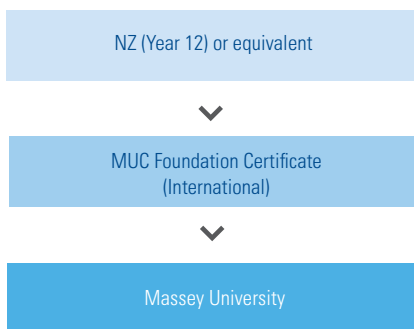 NZ (Year 12) or equivalent
MUC Foundation Certificate
(International)
Massey University